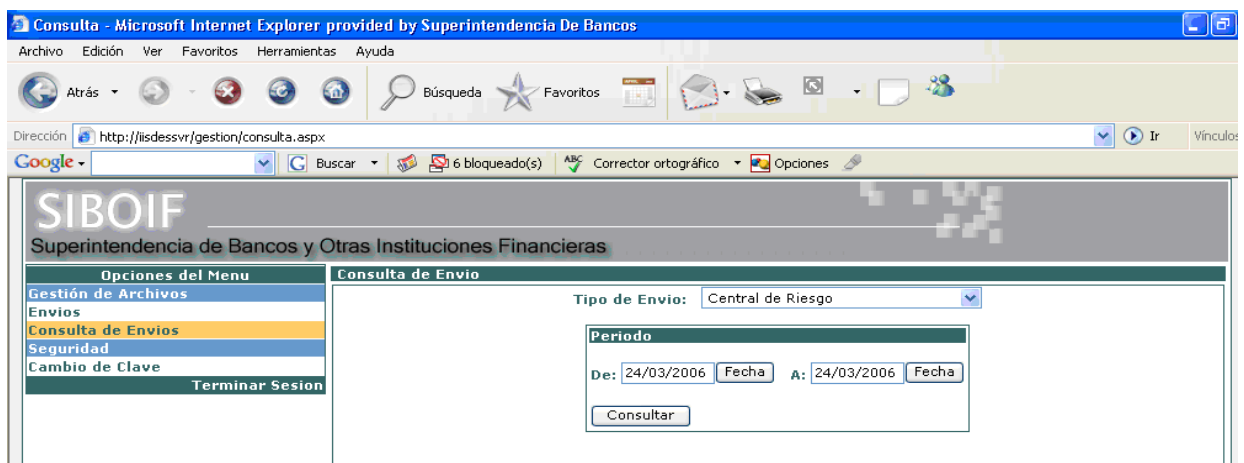 Consulta - Microsoft Internet Explorer provided by Superintendencia De Bancos
Archivo Edición Ver Favoritos Herramientas Ayuda
Atrás Búsqueda Favoritos
Dirección http://iisdessvr/gestion/consulta.aspx Ir Vínculos
Google Buscar 6 bloqueado(s) ABC Corrector ortográfico Opciones
SIBOIF
Superintendencia de Bancos y Otras Instituciones Financieras
Opciones del Menu
Gestión de Archivos
Envios
Consulta de Envios
Seguridad
Cambio de Clave
Terminar Sesion
Consulta de Envio
Tipo de Envio: Central de Riesgo
Periodo
De: 24/03/2006 Fecha A: 24/03/2006 Fecha
Consultar